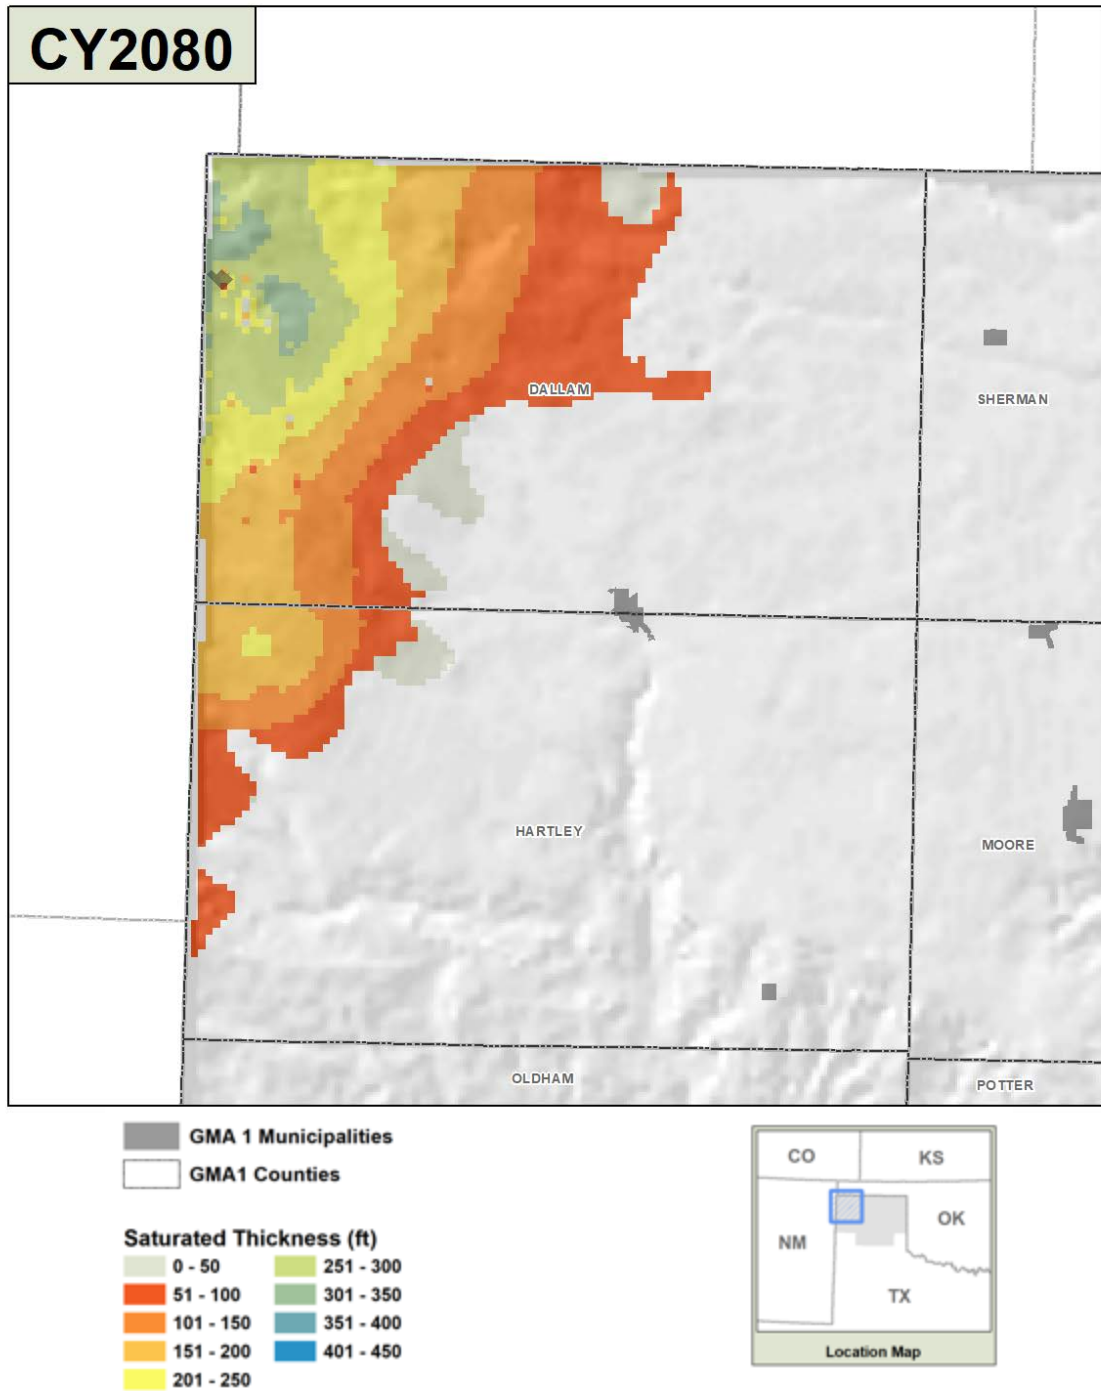 CY2080
DALLAM
SHERMAN
HARTLEY
MOORE
OLDHAM
POTTER
GMA 1 Municipalities
GMA1 Counties
Saturated Thickness (ft)
0 - 50
251 - 300
51 - 100
301 - 350
101 - 150
351 - 400
151 - 200
401 - 450
201 - 250
CO
KS
NM
OK
TX
Location Map